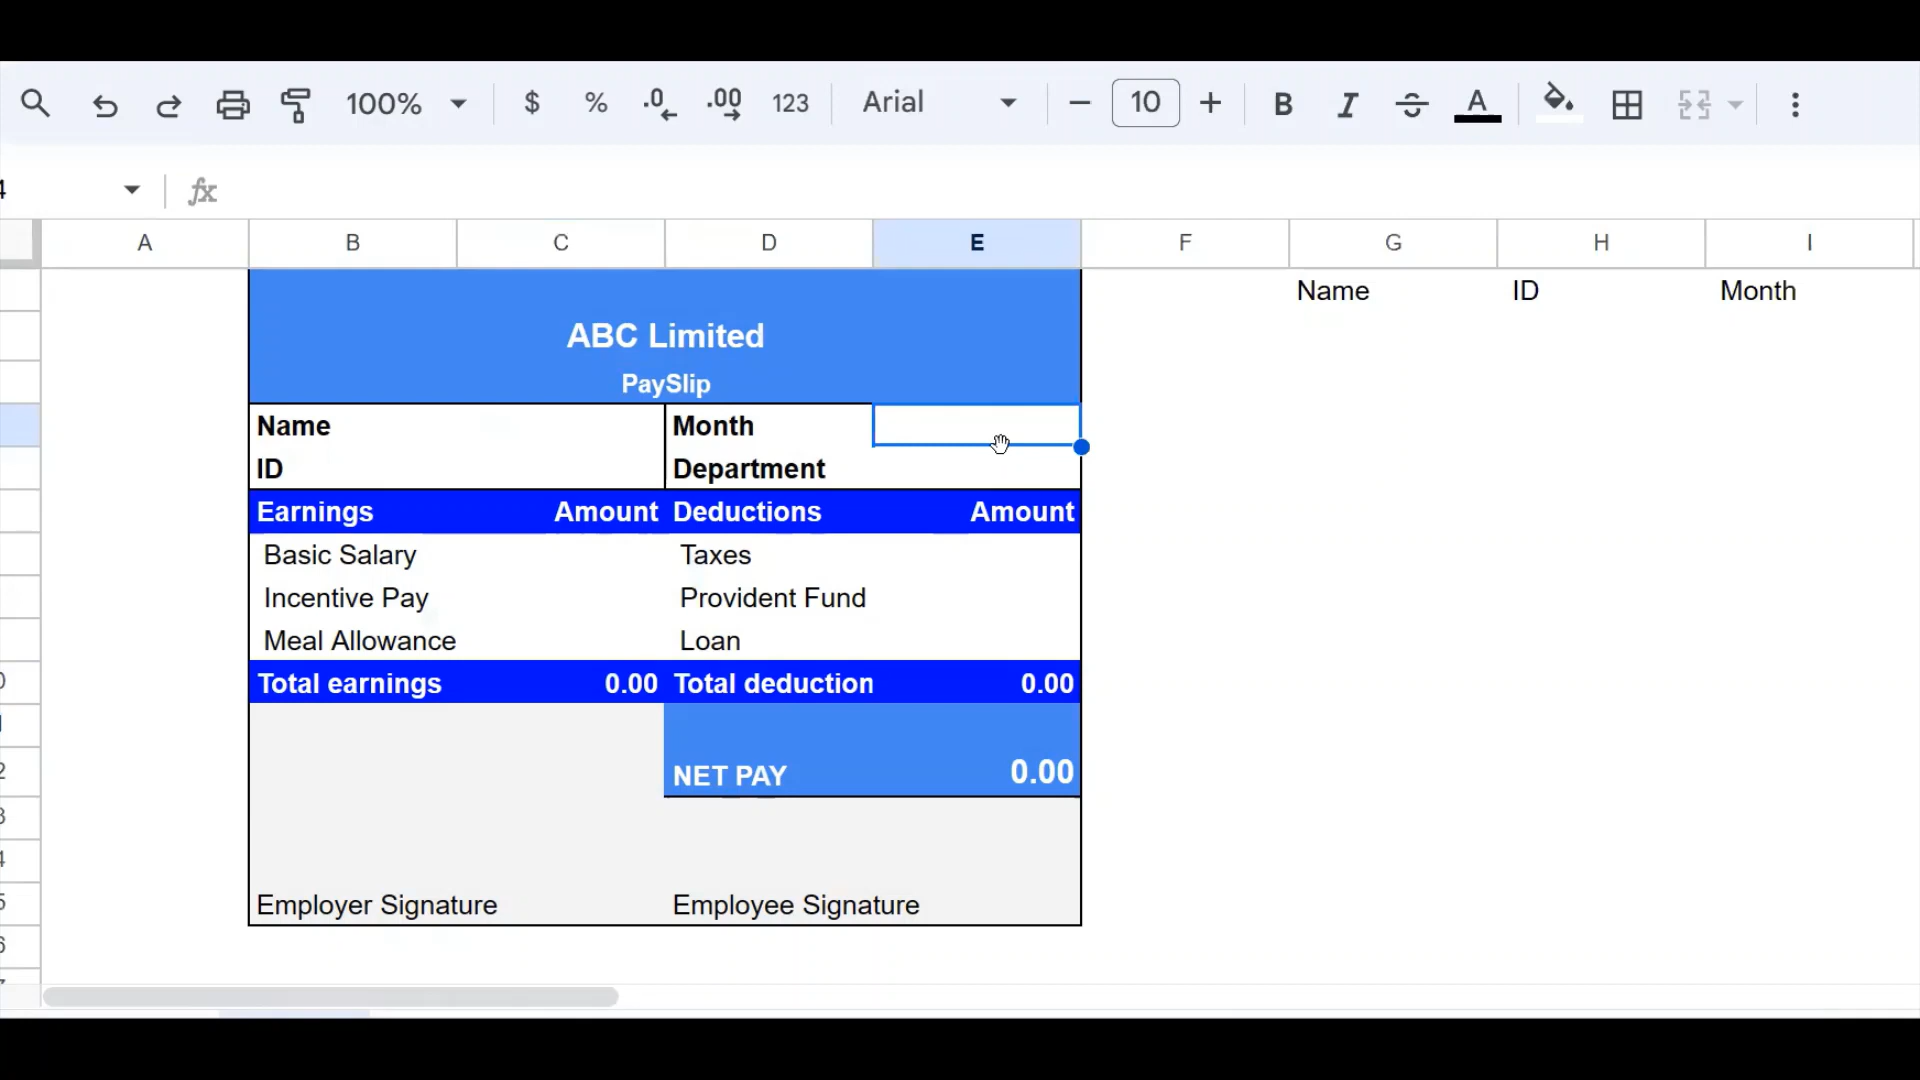 100% $ % .0 .00 123 Arial 10 B I A
4 fx
A B C D E F G H I
Name ID Month
ABC Limited
PaySlip
Name Month
ID Department
Earnings Amount Deductions Amount
Basic Salary Taxes
Incentive Pay Provident Fund
Meal Allowance Loan
Total earnings 0.00 Total deduction 0.00
NET PAY 0.00
Employer Signature Employee Signature